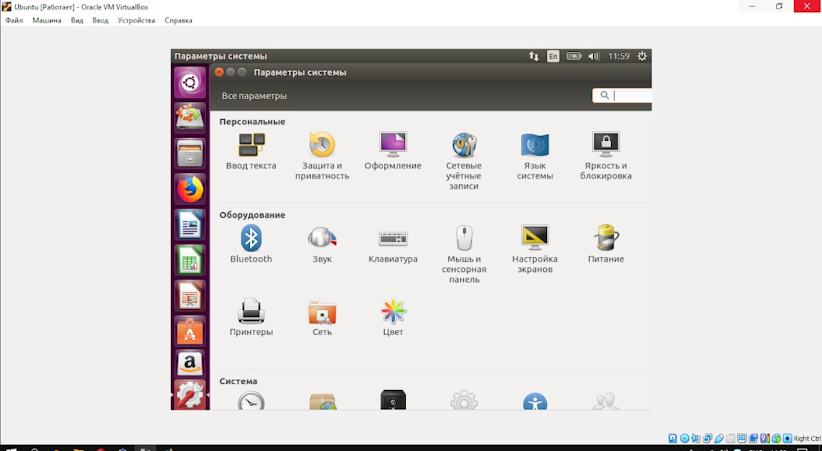 Ubuntu [Работает] - Oracle VM VirtualBox
Файл Машина Вид Ввод Устройства Справка
Параметры системы
En
11:59
Параметры системы
Все параметры
Персональные
Ввод текста
Защита и приватность
Оформление
Сетевые учётные записи
Язык системы
Яркость и блокировка
Оборудование
Bluetooth
Звук
Клавиатура
Мышь и сенсорная панель
Настройка экранов
Питание
Принтеры
Сеть
Цвет
Система
Right Ctrl